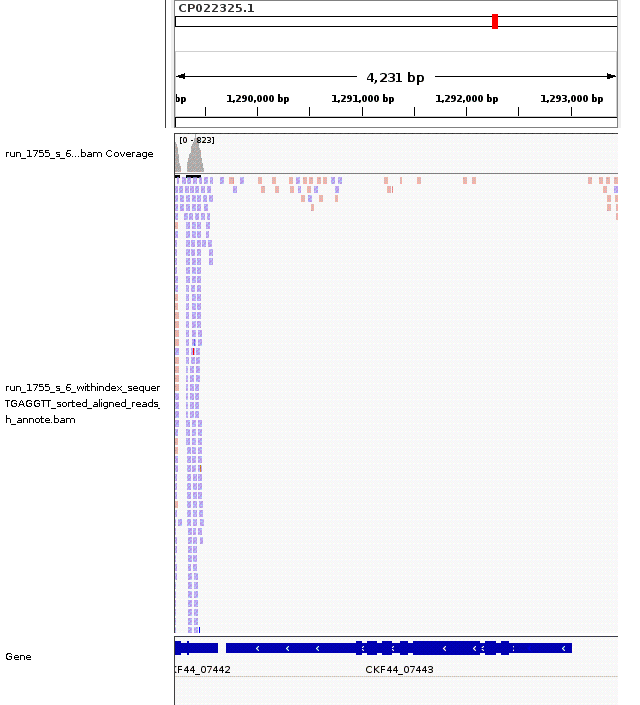 CP022325.1
4,231 bp
bp 1,290,000 bp 1,291,000 bp 1,292,000 bp 1,293,000 bp
[0 - 823]
run_1755_s_6...bam Coverage
run_1755_s_6_withindex_sequer
TGAGGTT_sorted_aligned_reads_
h_annote.bam
Gene
KF44_07442 CKF44_07443